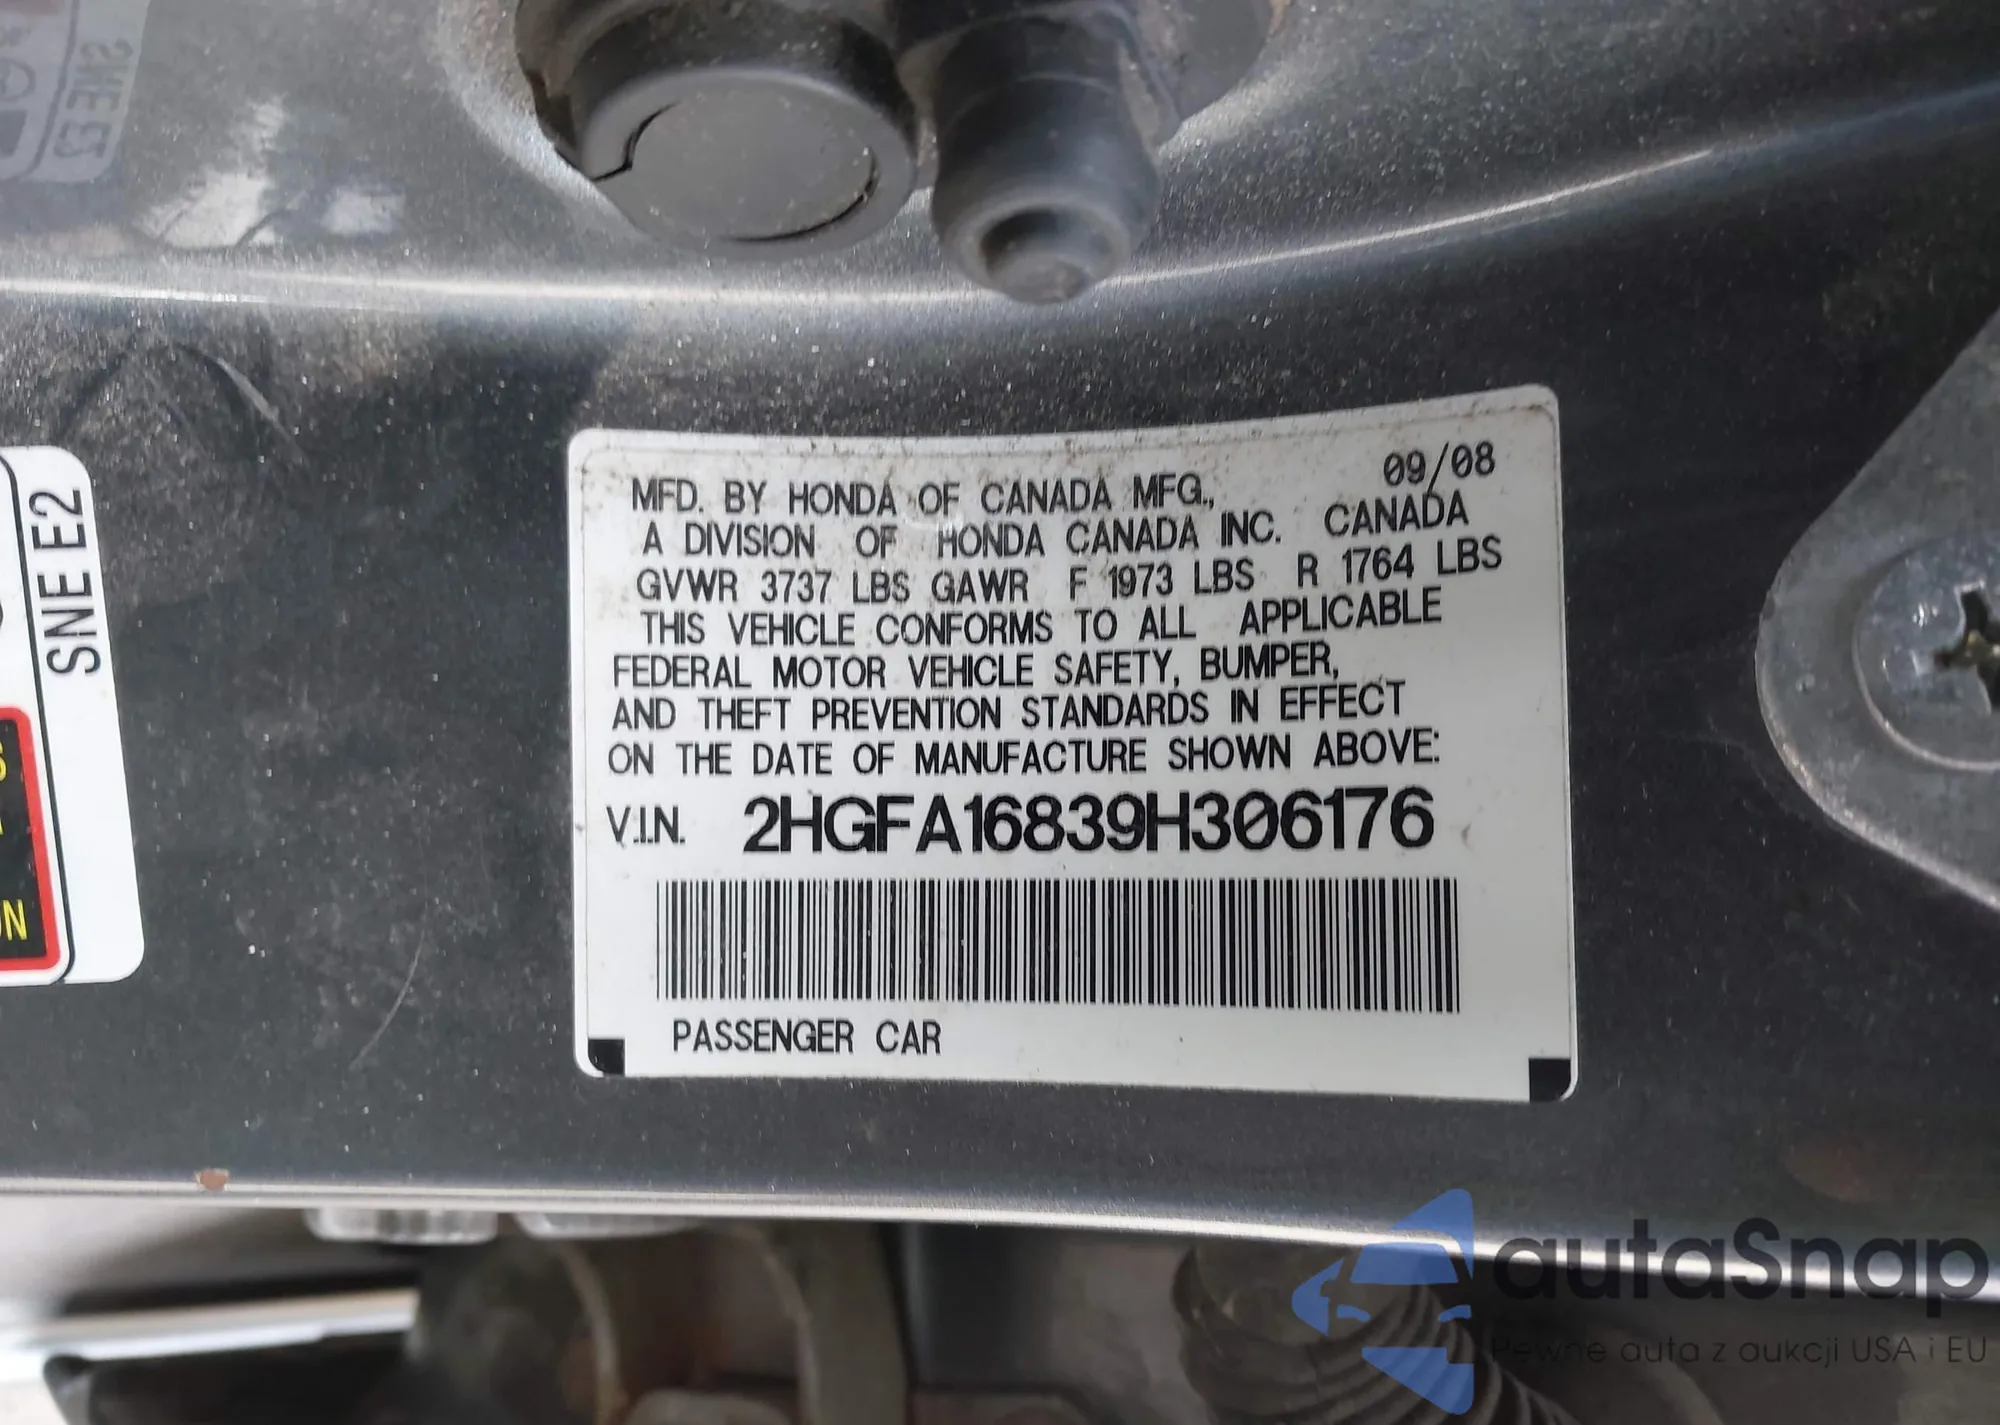 SNE E2
S
ON
09/08
MFD. BY HONDA OF CANADA MFG.,
A DIVISION OF HONDA CANADA INC. CANADA
GVWR 3737 LBS GAWR F 1973 LBS R 1764 LBS
THIS VEHICLE CONFORMS TO ALL APPLICABLE
FEDERAL MOTOR VEHICLE SAFETY, BUMPER,
AND THEFT PREVENTION STANDARDS IN EFFECT
ON THE DATE OF MANUFACTURE SHOWN ABOVE:
V.I.N. 2HGFA16839H306176
PASSENGER CAR
autaSnap
Pewne auta z aukcji USA i EU